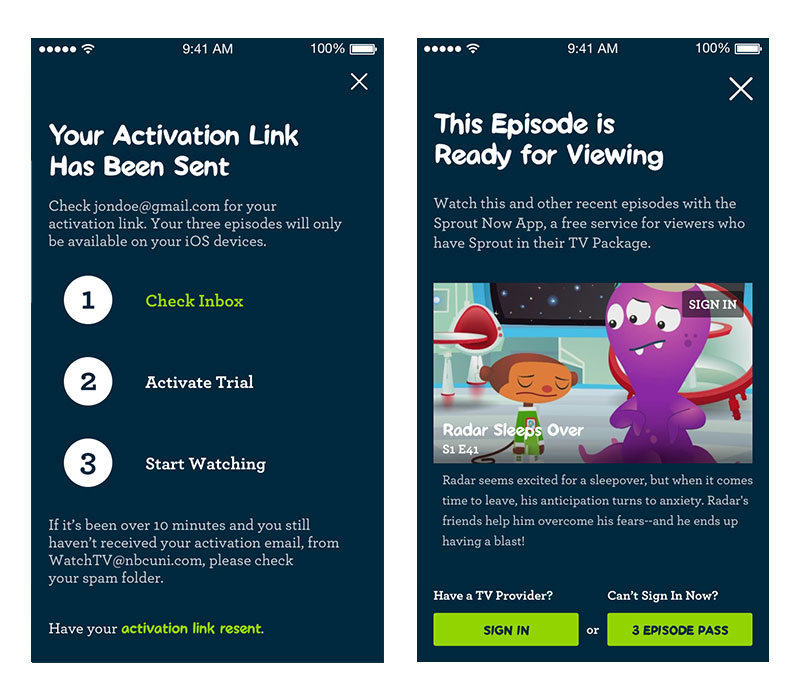 9:41 AM 100%
Your Activation Link
Has Been Sent
Check jondoe@gmail.com for your
activation link. Your three episodes will only
be available on your iOS devices.
1 Check Inbox
2 Activate Trial
3 Start Watching
If it's been over 10 minutes and you still
haven't received your activation email, from
WatchTV@nbcuni.com, please check
your spam folder.
Have your activation link resent.
9:41 AM 100%
This Episode is
Ready for Viewing
Watch this and other recent episodes with the
Sprout Now App, a free service for viewers who
have Sprout in their TV Package.
SIGN IN
Radar Sleeps Over
S1 E41
Radar seems excited for a sleepover, but when it comes
time to leave, his anticipation turns to anxiety. Radar's
friends help him overcome his fears--and he ends up
having a blast!
Have a TV Provider? Can't Sign In Now?
SIGN IN or 3 EPISODE PASS